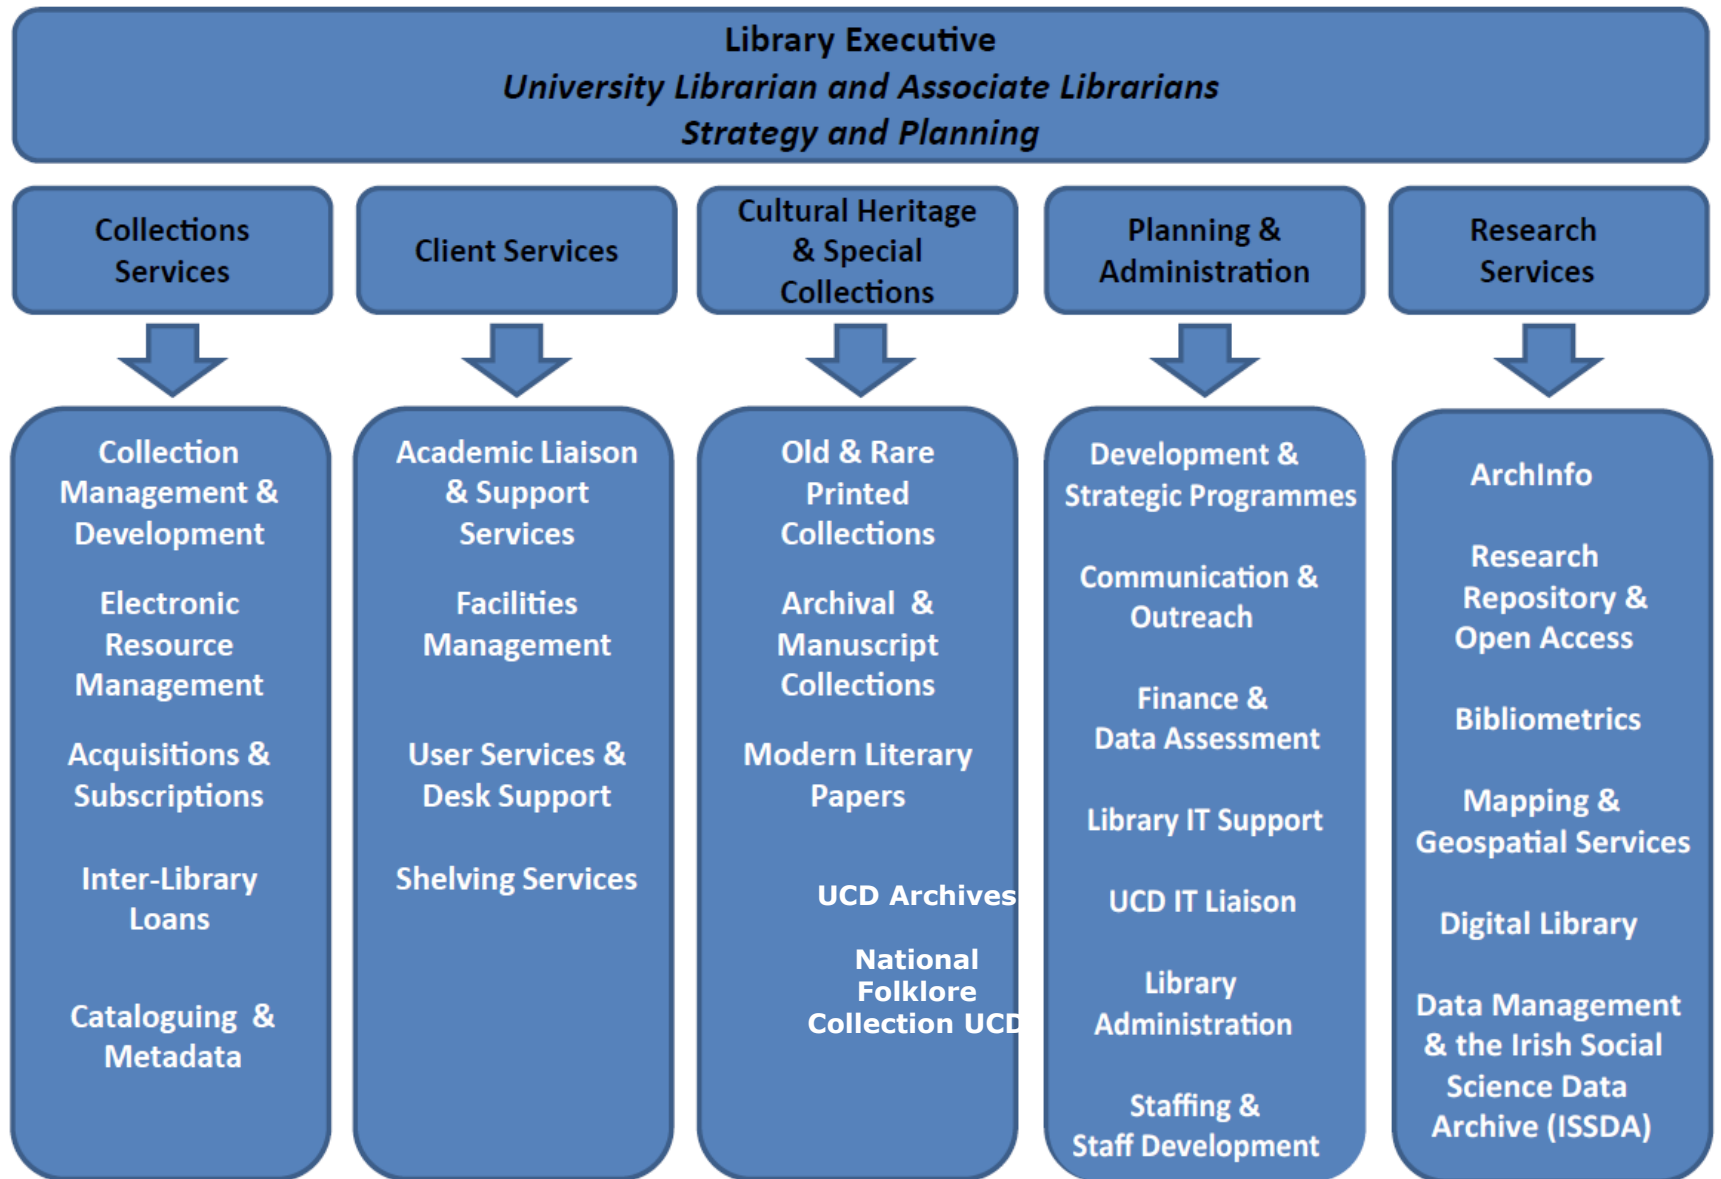 Library Executive
University Librarian and Associate Librarians
Strategy and Planning
Collections
Services
Client Services
Cultural Heritage
& Special
Collections
Planning &
Administration
Research
Services
Collection
Management &
Development
Electronic
Resource
Management
Acquisitions &
Subscriptions
Inter-Library
Loans
Cataloguing &
Metadata
Academic Liaison
& Support
Services
Facilities
Management
User Services &
Desk Support
Shelving Services
Old & Rare
Printed
Collections
Archival &
Manuscript
Collections
Modern Literary
Papers
UCD Archives
National
Folklore
Collection UCD
Development &
Strategic Programmes
Communication &
Outreach
Finance &
Data Assessment
Library IT Support
UCD IT Liaison
Library
Administration
Staffing &
Staff Development
ArchInfo
Research
Repository &
Open Access
Bibliometrics
Mapping &
Geospatial Services
Digital Library
Data Management
& the Irish Social
Science Data
Archive (ISSDA)